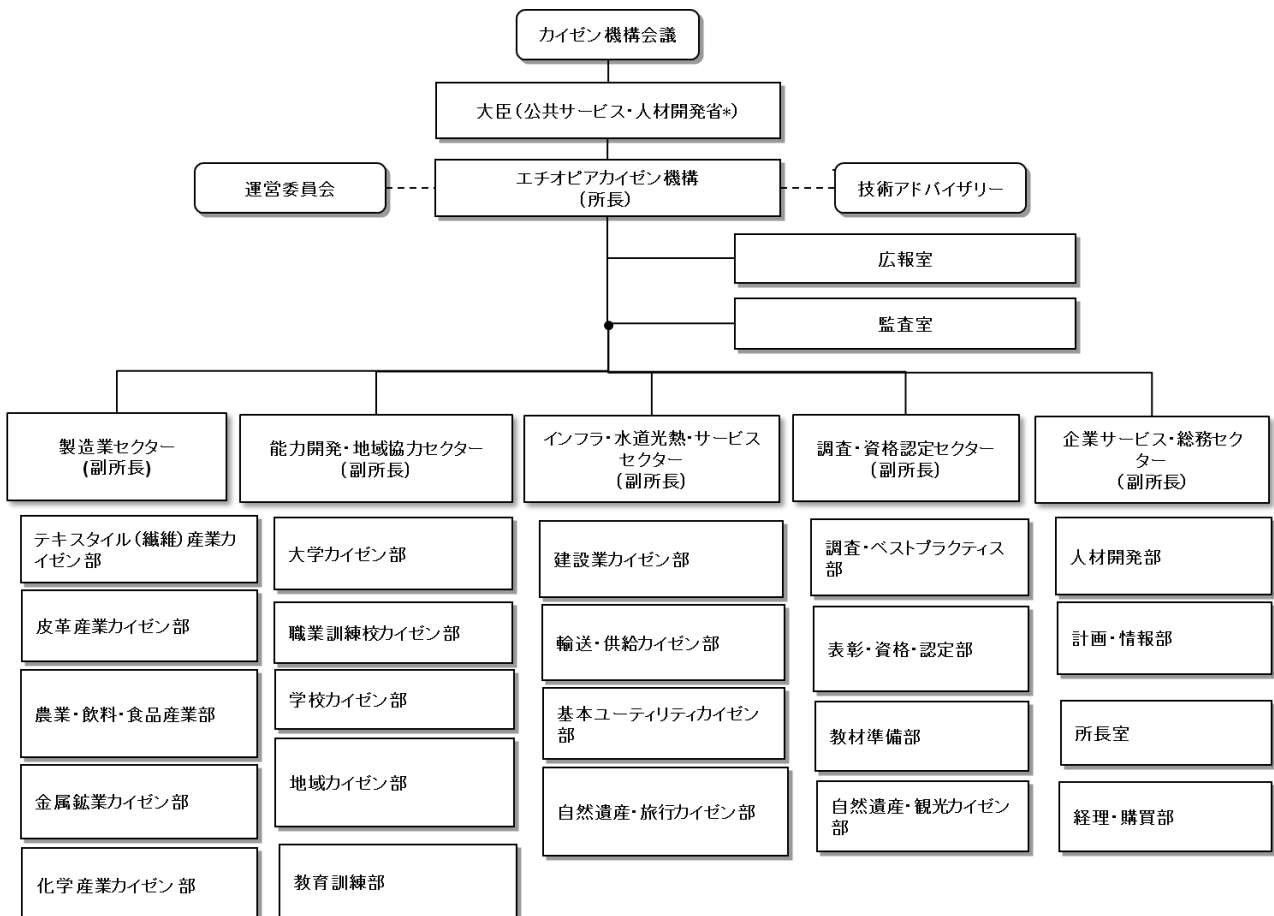 カイゼン機構会議
大臣（公共サービス・人材開発省*）
運営委員会
エチオピアカイゼン機構
（所長）
技術アドバイザリー
広報室
監査室
製造業セクター
(副所長)
能力開発・地域協力セクター
（副所長）
インフラ・水道光熱・サービス
セクター
（副所長）
調査・資格認定セクター
（副所長）
企業サービス・総務セク
ター
（副所長）
テキスタイル（繊維）産業カ
イゼン部
皮革産業カイゼン部
農業・飲料・食品産業部
金属鉱業カイゼン部
化学産業カイゼン部
大学カイゼン部
職業訓練校カイゼン部
学校カイゼン部
地域カイゼン部
教育訓練部
建設業カイゼン部
輸送・供給カイゼン部
基本ユーティリティカイゼン
部
自然遺産・旅行カイゼン部
調査・ベストプラクティス
部
表彰・資格・認定部
教材準備部
自然遺産・観光カイゼン
部
人材開発部
計画・情報部
所長室
経理・購買部